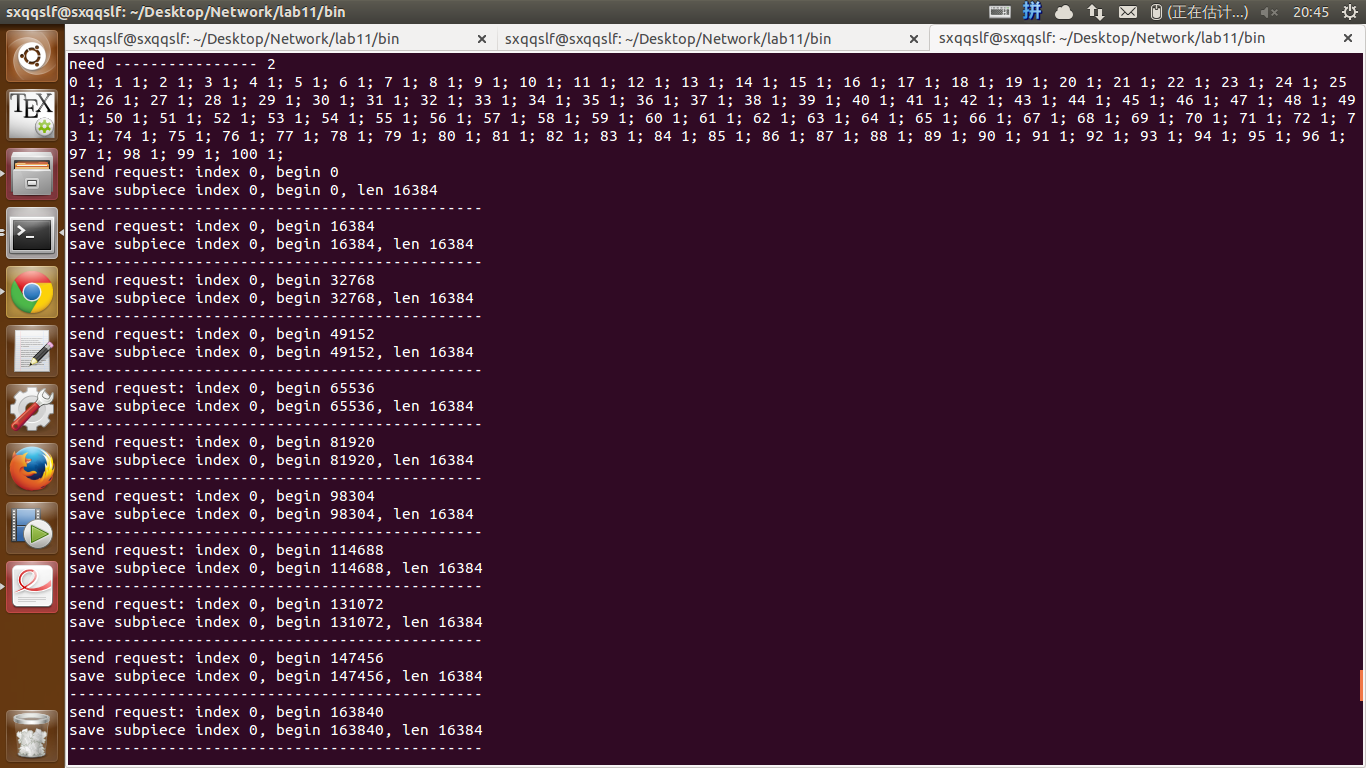 sxqqslf@sxqqslf: ~/Desktop/Network/lab11/bin
拼
(正在估计...)
20:45
sxqqslf@sxqqslf: ~/Desktop/Network/lab11/bin
sxqqslf@sxqqslf: ~/Desktop/Network/lab11/bin
sxqqslf@sxqqslf: ~/Desktop/Network/lab11/bin
TEX
need ---------------- 2
0 1; 1 1; 2 1; 3 1; 4 1; 5 1; 6 1; 7 1; 8 1; 9 1; 10 1; 11 1; 12 1; 13 1; 14 1; 15 1; 16 1; 17 1; 18 1; 19 1; 20 1; 21 1; 22 1; 23 1; 24 1; 25
1; 26 1; 27 1; 28 1; 29 1; 30 1; 31 1; 32 1; 33 1; 34 1; 35 1; 36 1; 37 1; 38 1; 39 1; 40 1; 41 1; 42 1; 43 1; 44 1; 45 1; 46 1; 47 1; 48 1; 49
1; 50 1; 51 1; 52 1; 53 1; 54 1; 55 1; 56 1; 57 1; 58 1; 59 1; 60 1; 61 1; 62 1; 63 1; 64 1; 65 1; 66 1; 67 1; 68 1; 69 1; 70 1; 71 1; 72 1; 7
3 1; 74 1; 75 1; 76 1; 77 1; 78 1; 79 1; 80 1; 81 1; 82 1; 83 1; 84 1; 85 1; 86 1; 87 1; 88 1; 89 1; 90 1; 91 1; 92 1; 93 1; 94 1; 95 1; 96 1;
97 1; 98 1; 99 1; 100 1;
send request: index 0, begin 0
save subpiece index 0, begin 0, len 16384
----------------------------------------------
send request: index 0, begin 16384
save subpiece index 0, begin 16384, len 16384
----------------------------------------------
send request: index 0, begin 32768
save subpiece index 0, begin 32768, len 16384
----------------------------------------------
send request: index 0, begin 49152
save subpiece index 0, begin 49152, len 16384
----------------------------------------------
send request: index 0, begin 65536
save subpiece index 0, begin 65536, len 16384
----------------------------------------------
send request: index 0, begin 81920
save subpiece index 0, begin 81920, len 16384
----------------------------------------------
send request: index 0, begin 98304
save subpiece index 0, begin 98304, len 16384
----------------------------------------------
send request: index 0, begin 114688
save subpiece index 0, begin 114688, len 16384
----------------------------------------------
send request: index 0, begin 131072
save subpiece index 0, begin 131072, len 16384
----------------------------------------------
send request: index 0, begin 147456
save subpiece index 0, begin 147456, len 16384
----------------------------------------------
send request: index 0, begin 163840
save subpiece index 0, begin 163840, len 16384
----------------------------------------------